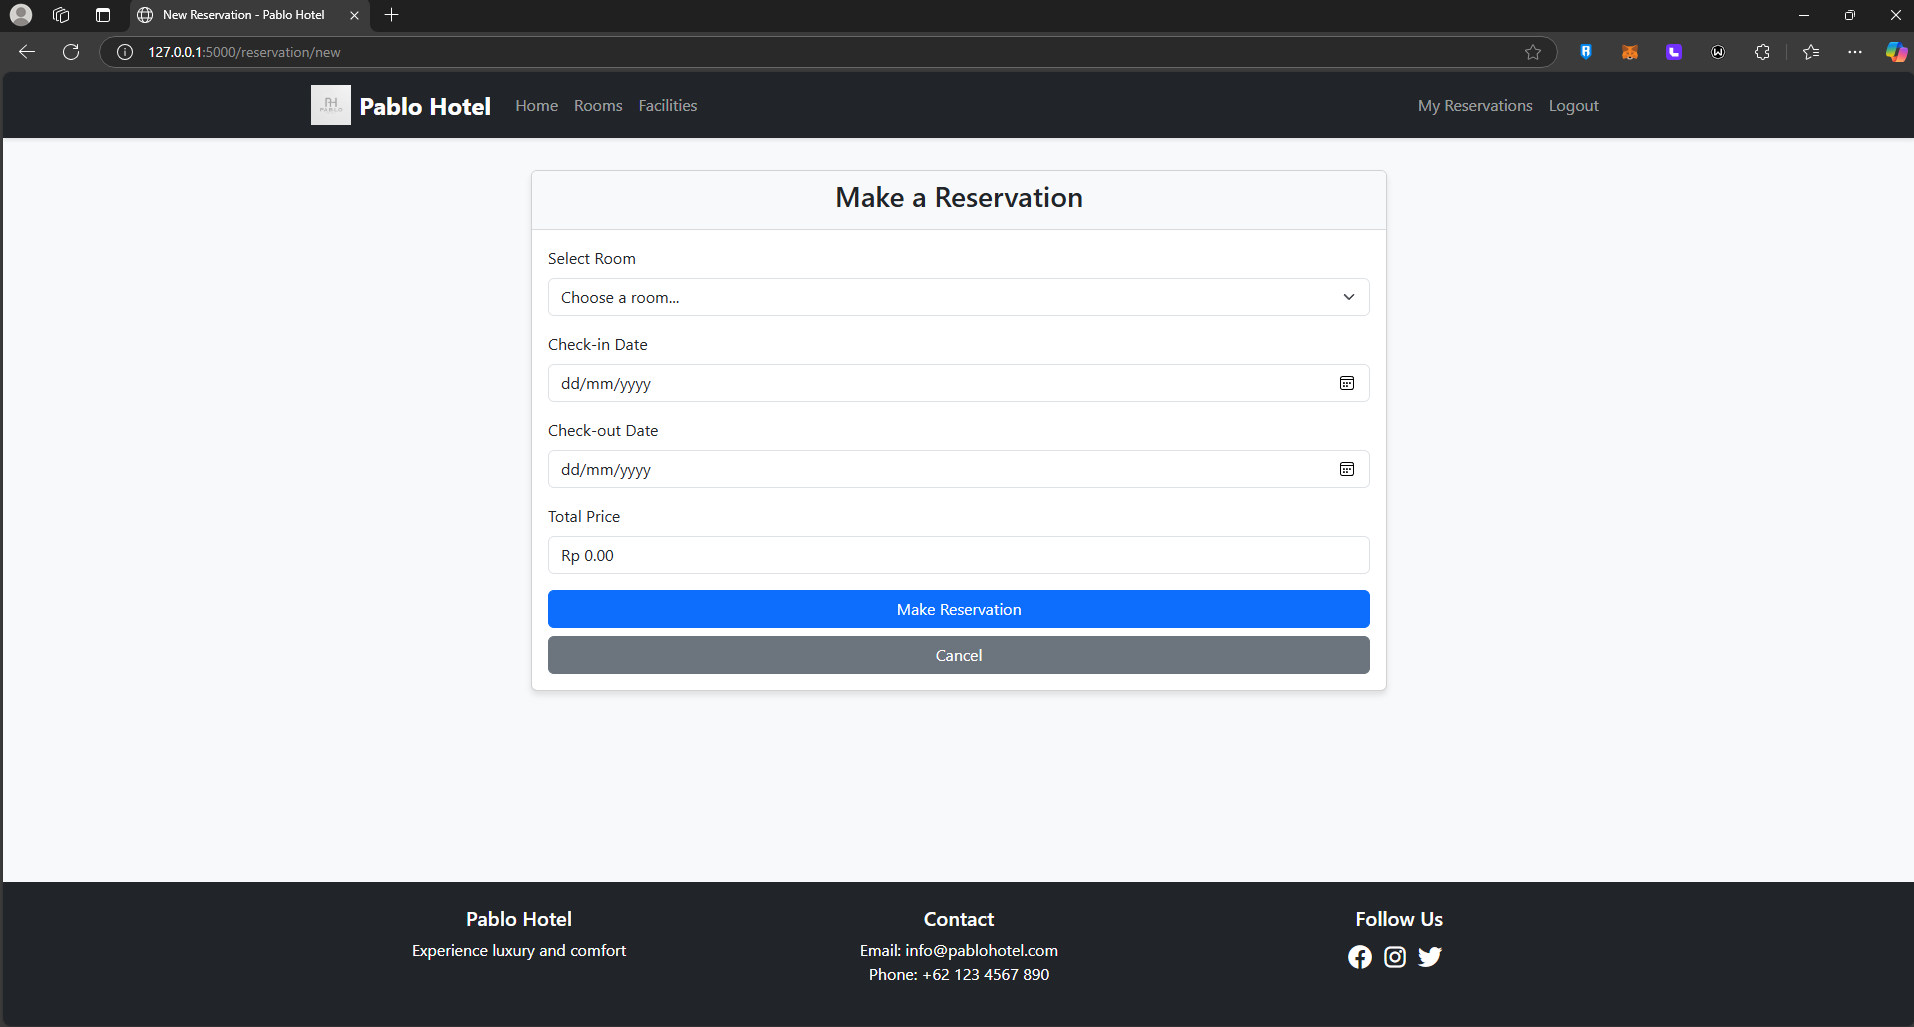 New Reservation - Pablo Hotel
127.0.0.1:5000/reservation/new
PH
PABLO
Pablo Hotel
Home
Rooms
Facilities
My Reservations
Logout
Make a Reservation
Select Room
Choose a room...
Check-in Date
dd/mm/yyyy
Check-out Date
dd/mm/yyyy
Total Price
Rp 0.00
Make Reservation
Cancel
Pablo Hotel
Experience luxury and comfort
Contact
Email: info@pablohotel.com
Phone: +62 123 4567 890
Follow Us